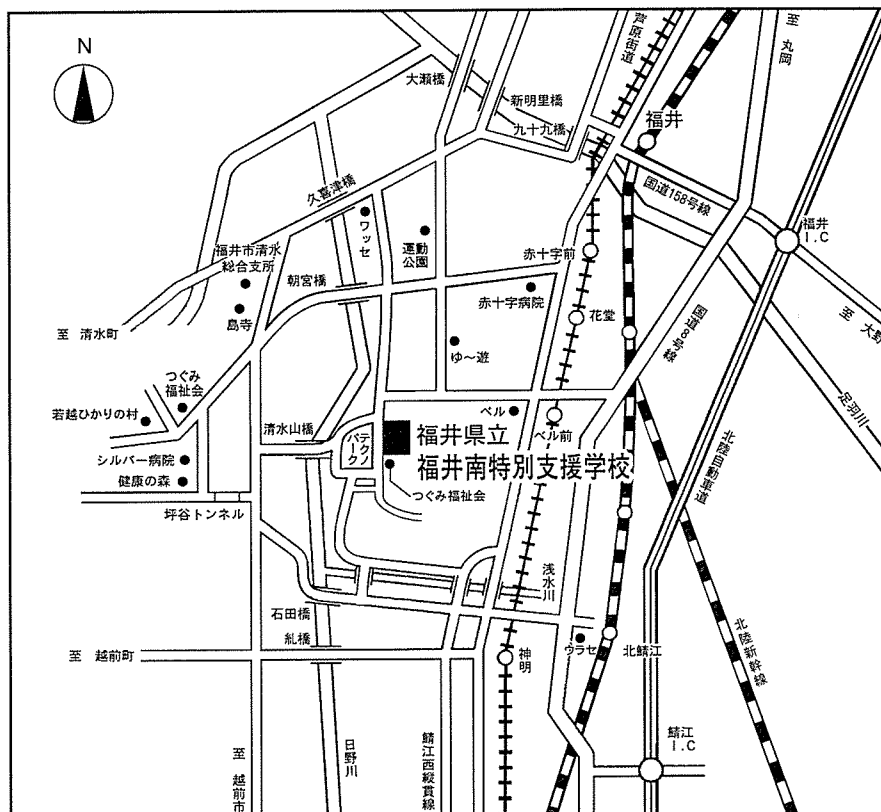 N
芦原街道
至 丸岡
大瀬橋
新明里橋
九十九橋
福井
国道158号線
久喜津橋
ワッセ
運動
公園
福井
I.C
福井市清水
総合支所
朝宮橋
赤十字前
赤十字病院
島寺
花堂
国道8号線
至 大野
至 清水町
ゆ〜遊
足羽川
つぐみ
福祉会
若越ひかりの村
清水山橋
テクノ
パーク
ベル
ベル前
福井県立
福井南特別支援学校
北陸自動車道
シルバー病院
健康の森
つぐみ福祉会
坪谷トンネル
浅水川
石田橋
糺橋
ウラセ
北鯖江
北陸新幹線
至 越前町
神明
日野川
鯖江西縦貫線
至 越前市
鯖江
I.C